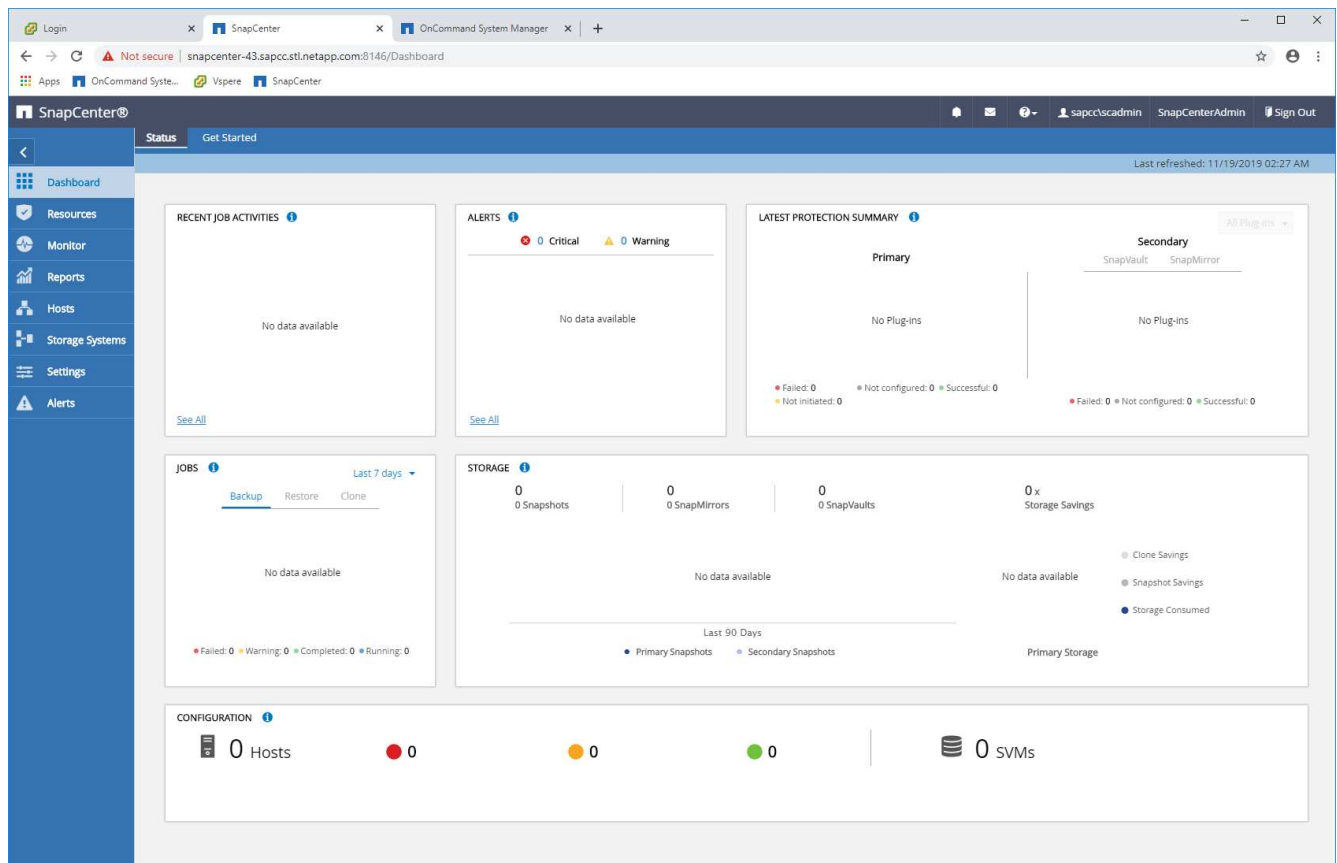 Login
SnapCenter
OnCommand System Manager
Not secure | snapcenter-43.sapcc.stl.netapp.com:8146/Dashboard
Apps OnCommand Syste... Vspere SnapCenter
SnapCenter®
sapcc\scadmin SnapCenterAdmin Sign Out
Status Get Started
Last refreshed: 11/19/2019 02:27 AM
Dashboard
Resources
Monitor
Reports
Hosts
Storage Systems
Settings
Alerts
RECENT JOB ACTIVITIES
No data available
See All
ALERTS
0 Critical 0 Warning
No data available
See All
LATEST PROTECTION SUMMARY
All Plug-ins
Primary
No Plug-ins
Failed: 0 Not configured: 0 Successful: 0
Not initiated: 0
Secondary
SnapVault SnapMirror
No Plug-ins
Failed: 0 Not configured: 0 Successful: 0
JOBS
Last 7 days
Backup Restore Clone
No data available
Failed: 0 Warning: 0 Completed: 0 Running: 0
STORAGE
0
0 Snapshots
0
0 SnapMirrors
0
0 SnapVaults
0 x
Storage Savings
No data available
Last 90 Days
Primary Snapshots Secondary Snapshots
No data available
Clone Savings
Snapshot Savings
Storage Consumed
Primary Storage
CONFIGURATION
0 Hosts 0 0 0 0 SVMs